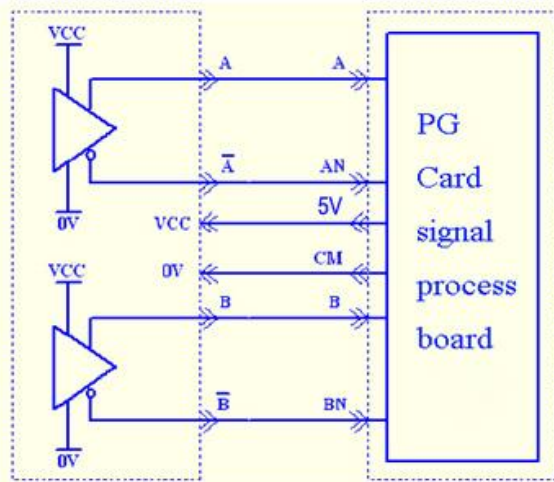 VCC
A A
A̅ AN
0V
VCC 5V
0V CM
VCC
B B
B̅ BN
0V
PG
Card
signal
process
board